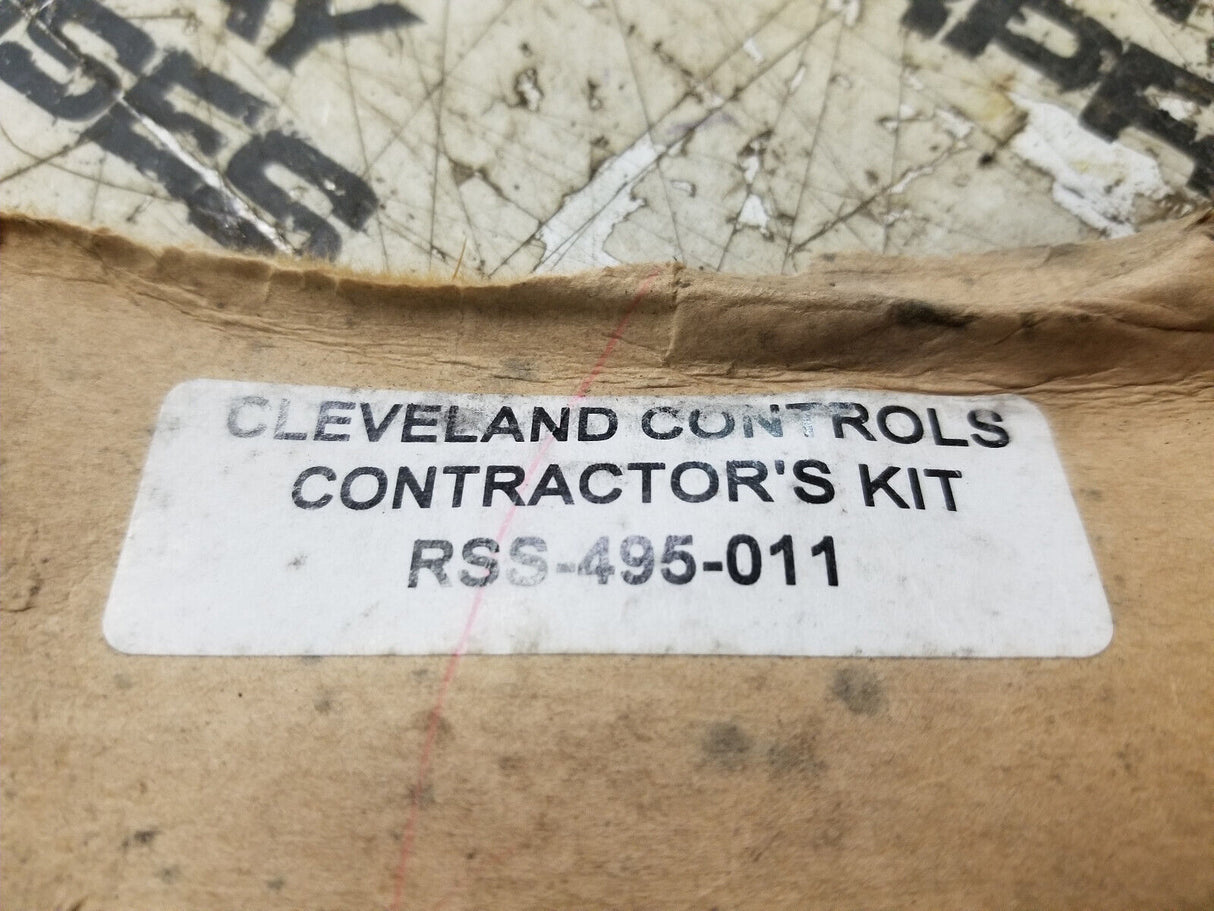 CLEVELAND CONTROLS
CONTRACTOR'S KIT
RSS-495-011